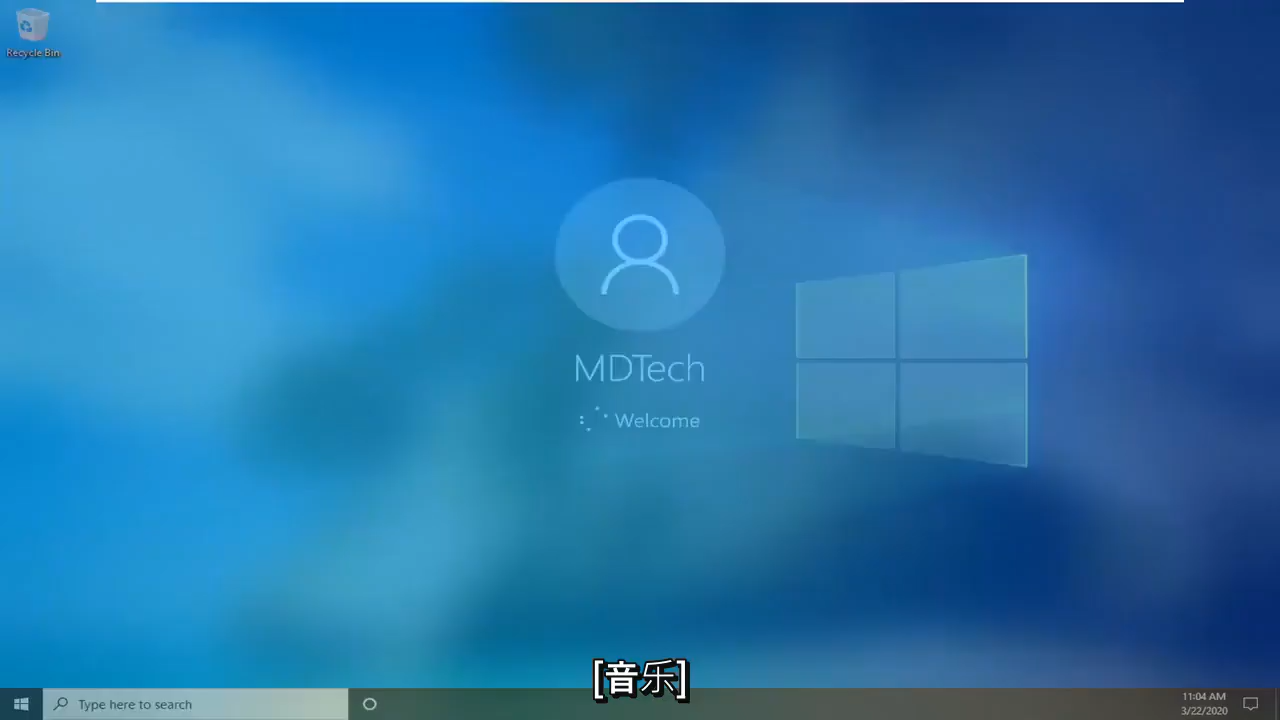 Recycle Bin
MDTech
Welcome
[音乐]
Type here to search
11:04 AM
3/22/2020